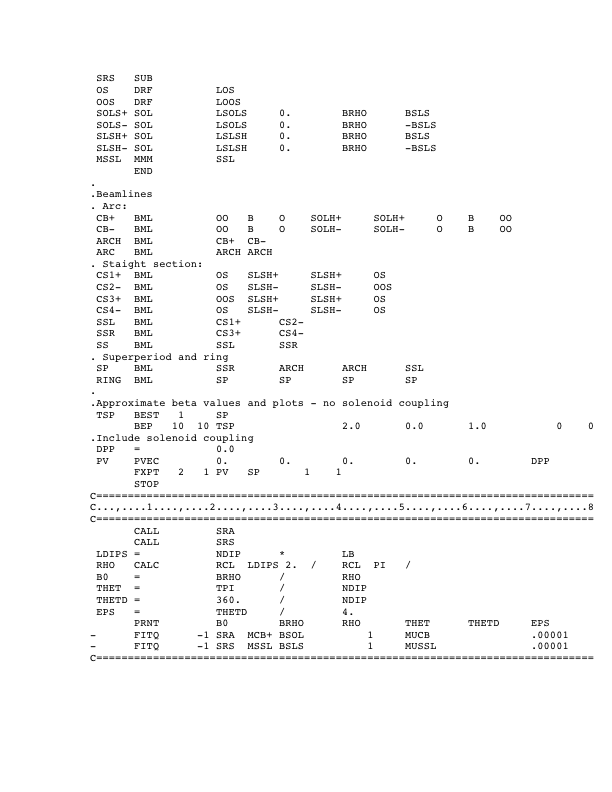 SRS SUB
OS DRF LOS
OOS DRF LOOS
SOLS+ SOL LSOLS 0. BRHO BSLS
SOLS- SOL LSOLS 0. BRHO -BSLS
SLSH+ SOL LSLSH 0. BRHO BSLS
SLSH- SOL LSLSH 0. BRHO -BSLS
MSSL MMM SSL
END
.
.Beamlines
. Arc:
CB+ BML OO B O SOLH+ SOLH+ O B OO
CB- BML OO B O SOLH- SOLH- O B OO
ARCH BML CB+ CB-
ARC BML ARCH ARCH
. Staight section:
CS1+ BML OS SLSH+ SLSH+ OS
CS2- BML OS SLSH- SLSH- OOS
CS3+ BML OOS SLSH+ SLSH+ OS
CS4- BML OS SLSH- SLSH- OS
SSL BML CS1+ CS2-
SSR BML CS3+ CS4-
SS BML SSL SSR
. Superperiod and ring
SP BML SSR ARCH ARCH SSL
RING BML SP SP SP SP
.
.Approximate beta values and plots - no solenoid coupling
TSP BEST 1 SP
BEP 10 10 TSP 2.0 0.0 1.0 0 0
.Include solenoid coupling
DPP = 0.0
PV PVEC 0. 0. 0. 0. 0. DPP
FXPT 2 1 PV SP 1 1
STOP
C===============================================================================
C...,....1....,....2....,....3....,....4....,....5....,....6....,....7....,....8
C===============================================================================
CALL SRA
CALL SRS
LDIPS = NDIP * LB
RHO CALC RCL LDIPS 2. / RCL PI /
B0 = BRHO / RHO
THET = TPI / NDIP
THETD = 360. / NDIP
EPS = THETD / 4.
PRNT B0 BRHO RHO THET THETD EPS
- FITQ -1 SRA MCB+ BSOL 1 MUCB .00001
- FITQ -1 SRS MSSL BSLS 1 MUSSL .00001
C===============================================================================